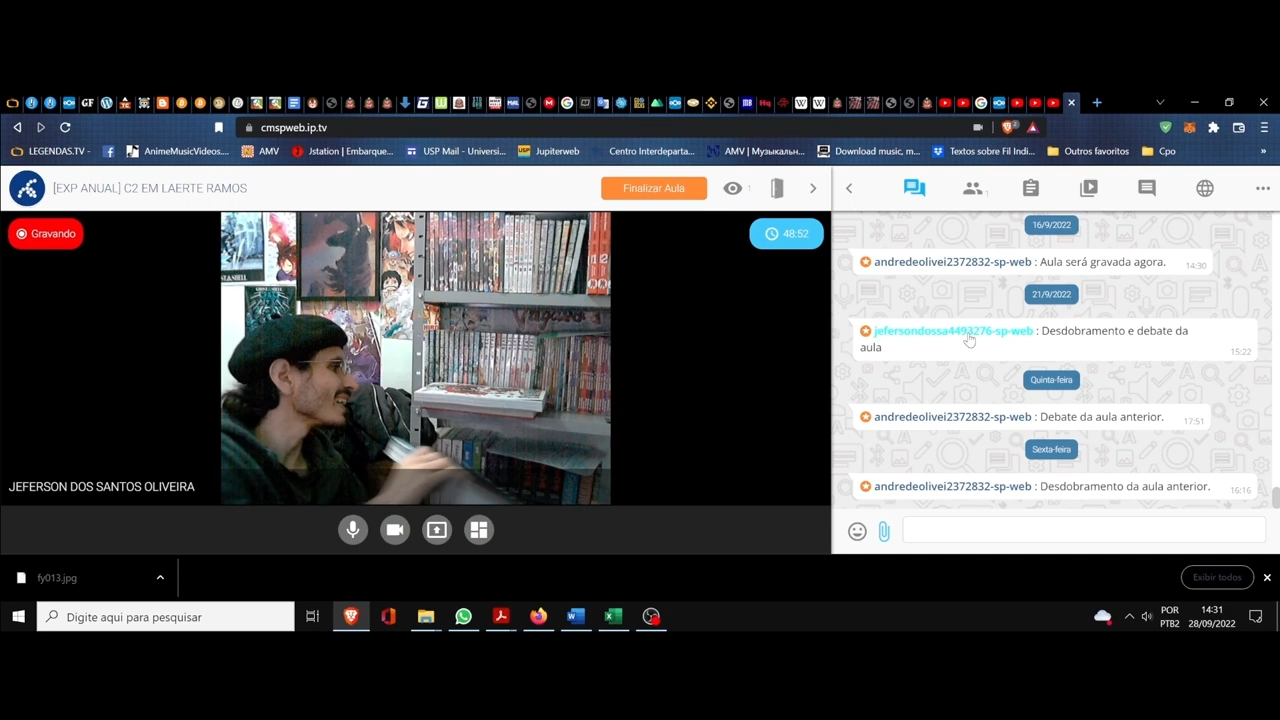 cmspweb.ip.tv
LEGENDAS.TV -
AnimeMusicVideos....
AMV
Jstation | Embarque...
USP Mail - Universi...
Jupiterweb
Centro Interdeparta...
AMV | Музыкальн...
Download music, m...
Textos sobre Fil Indi...
Outros favoritos
Cpo
[EXP ANUAL] C2 EM LAERTE RAMOS
Finalizar Aula
1
1
Gravando
48:52
JEFERSON DOS SANTOS OLIVEIRA
16/9/2022
andredeolivei2372832-sp-web : Aula será gravada agora.
14:30
21/9/2022
jefersondossa4493276-sp-web : Desdobramento e debate da
aula
15:22
Quinta-feira
andredeolivei2372832-sp-web : Debate da aula anterior.
17:51
Sexta-feira
andredeolivei2372832-sp-web : Desdobramento da aula anterior.
16:16
fy013.jpg
Exibir todos
Digite aqui para pesquisar
POR
PTB2
14:31
28/09/2022